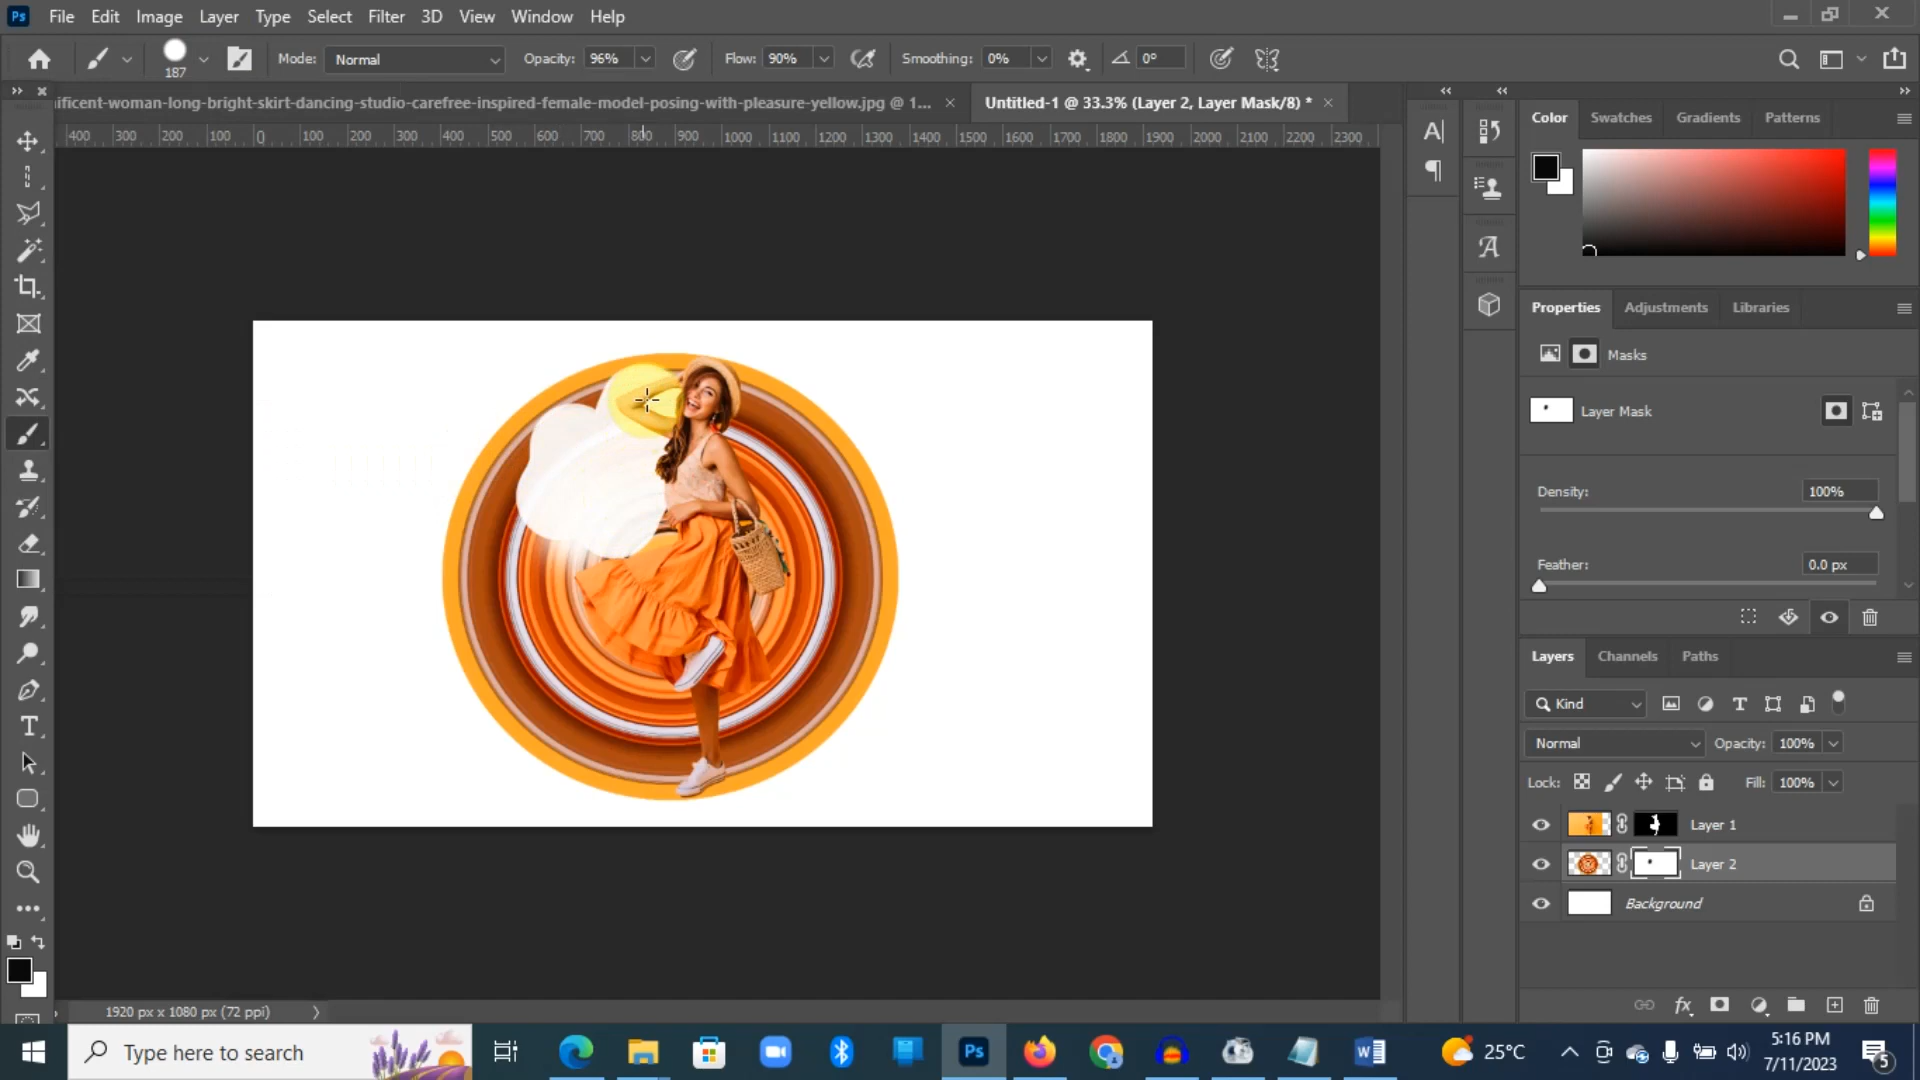 Ps File Edit Image Layer Type Select Filter 3D View Window Help
187 Mode: Normal Opacity: 96% Flow: 90% Smoothing: 0% 0°
ificent-woman-long-bright-skirt-dancing-studio-carefree-inspired-female-model-posing-with-pleasure-yellow.jpg @ 1... × Untitled-1 @ 33.3% (Layer 2, Layer Mask/8) * ×
400 300 200 100 0 100 200 300 400 500 600 700 800 900 1000 1100 1200 1300 1400 1500 1600 1700 1800 1900 2000 2100 2200 2300
Color Swatches Gradients Patterns
Properties Adjustments Libraries
Masks
Layer Mask
Density: 100%
Feather: 0.0 px
Layers Channels Paths
Kind
Normal Opacity: 100%
Lock: Fill: 100%
Layer 1
Layer 2
Background
fx
1920 px x 1080 px (72 ppi)
Type here to search
Ps
25°C
5:16 PM
7/11/2023
5